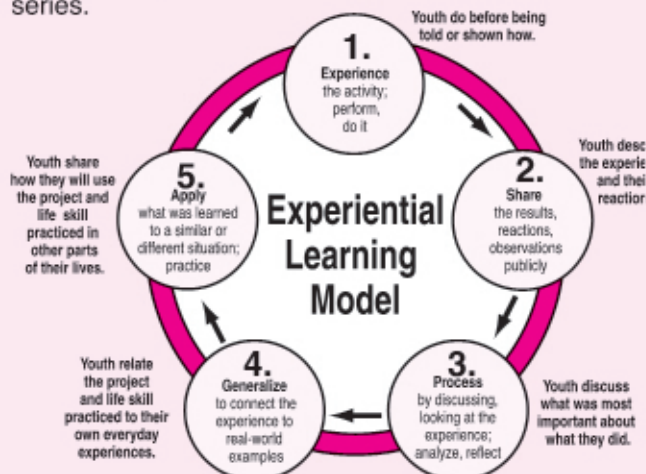 series.
Youth do before being
told or shown how.
1.
Experience
the activity;
perform,
do it
Youth
the
and
2.
Share
the results,
reactions,
observations
publicly
Youth discuss
what was most
important about
what they did.
3.
Process
by discussing,
looking at the
experience;
analyze, reflect
Youth relate
the project
and life skill
practiced to their
own everyday
experiences.
4.
Generalize
to connect the
experience to
real-world
examples
Youth share
how they will use
the project and
life skill
practiced in
other parts
of their lives.
5.
Apply
what was learned
to a similar or
different situation;
practice
Experiential
Learning
Model